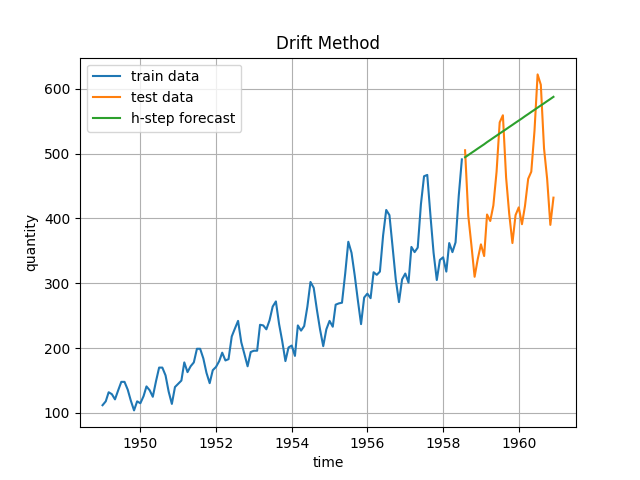 Drift Method
train data
test data
h-step forecast
600
500
400
300
200
100
quantity
1950 1952 1954 1956 1958 1960
time